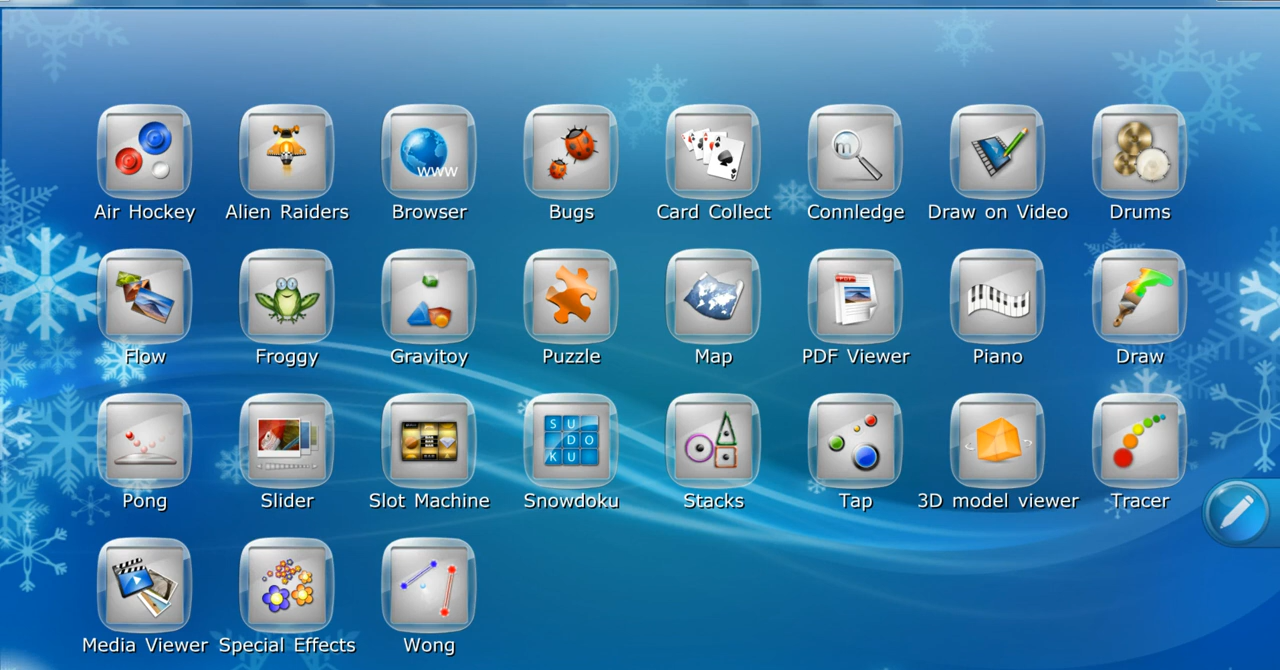 Air Hockey
Alien Raiders
www
Browser
Bugs
Card Collect
m
Connledge
Draw on Video
Drums
Flow
Froggy
Gravitoy
Puzzle
Map
PDF
PDF Viewer
Piano
Draw
Pong
Slider
Slot Machine
S U
D O
K U
Snowdoku
Stacks
Tap
3D model viewer
Tracer
Media Viewer
Special Effects
Wong